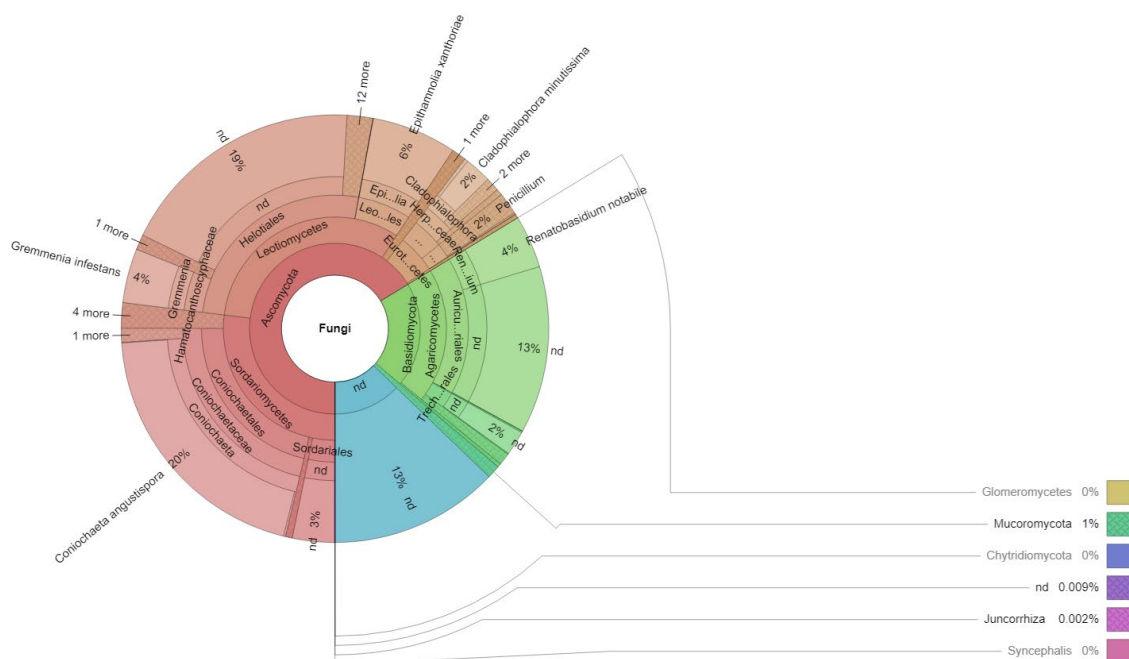 12 more
Epithamnolia xanthoriae
1 more
Cladophialophora minutissima
2 more
Penicillium
Renatobasidium notabile
nd 19%
6%
2%
Cladophialophora
2%
4%
Epi...lia
Herp...ceae
Leo...les
...
...
Eurot...cetes
Ren...ium
nd
Helotiales
Leotiomycetes
1 more
Gremmenia infestans
4%
Gremmenia
Hamatocanthoscyphaceae
4 more
1 more
Ascomycota
Fungi
Basidiomycota
Agaricomycetes
Auricu...riales
nd
13% nd
Sordariomycetes
Coniochaetales
Coniochaetaceae
Coniochaeta
20%
Coniochaeta angustispora
nd
Trech...rales
nd
2% nd
Sordariales
nd
3%
nd
13% nd
Glomeromycetes 0%
Mucoromycota 1%
Chytridiomycota 0%
nd 0.009%
Juncorrhiza 0.002%
Syncephalis 0%